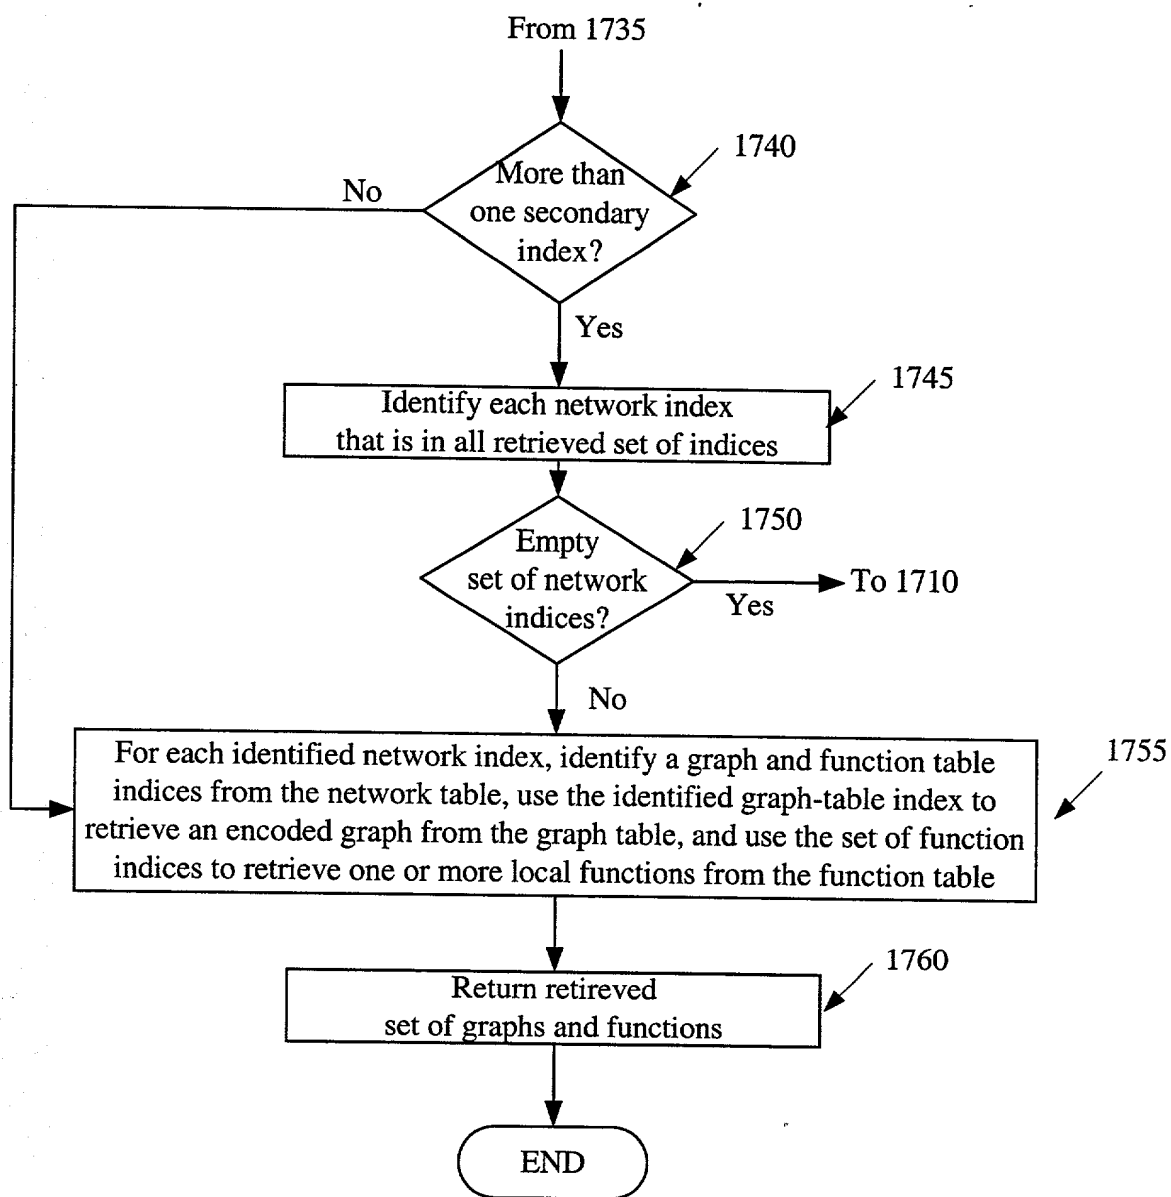 From 1735
1740
More than
one secondary
index?
No
Yes
1745
Identify each network index
that is in all retrieved set of indices
1750
Empty
set of network
indices?
To 1710
Yes
No
1755
For each identified network index, identify a graph and function table
indices from the network table, use the identified graph-table index to
retrieve an encoded graph from the graph table, and use the set of function
indices to retrieve one or more local functions from the function table
1760
Return retireved
set of graphs and functions
END